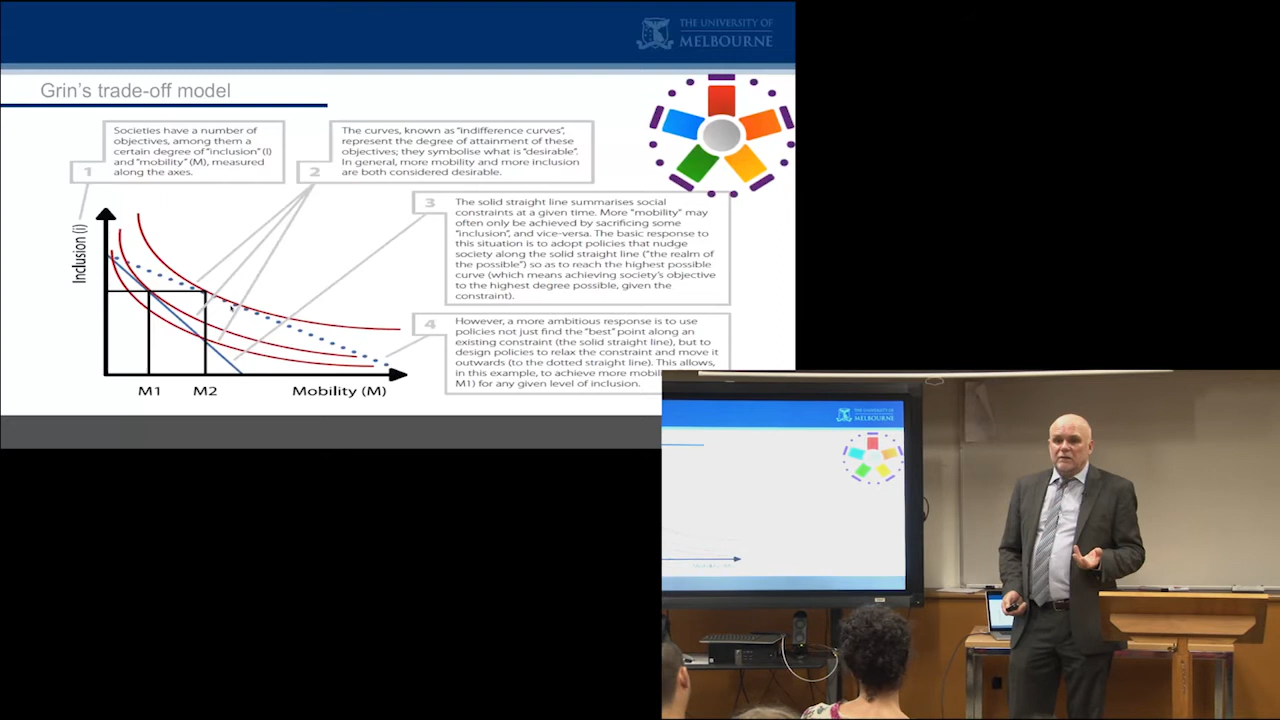 THE UNIVERSITY OF
MELBOURNE
Grin's trade-off model
1
Societies have a number of
objectives, among them a
certain degree of "inclusion" (I)
and "mobility" (M), measured
along the axes.
2
The curves, known as "indifference curves",
represent the degree of attainment of these
objectives; they symbolise what is "desirable".
In general, more mobility and more inclusion
are both considered desirable.
3
The solid straight line summarises social
constraints at a given time. More "mobility" may
often only be achieved by sacrificing some
"inclusion", and vice-versa. The basic response to
this situation is to adopt policies that nudge
society along the solid straight line ("the realm of
the possible") so as to reach the highest possible
curve (which means achieving society's objective
to the highest degree possible, given the
constraint).
4
However, a more ambitious response is to use
policies not just find the "best" point along an
existing constraint (the solid straight line), but to
design policies to relax the constraint and move it
outwards (to the dotted straight line). This allows,
in this example, to achieve more
M1) for any given level of inclusion.
Inclusion (i)
M1
M2
Mobility (M)
THE UNIVERSITY OF
MELBOURNE